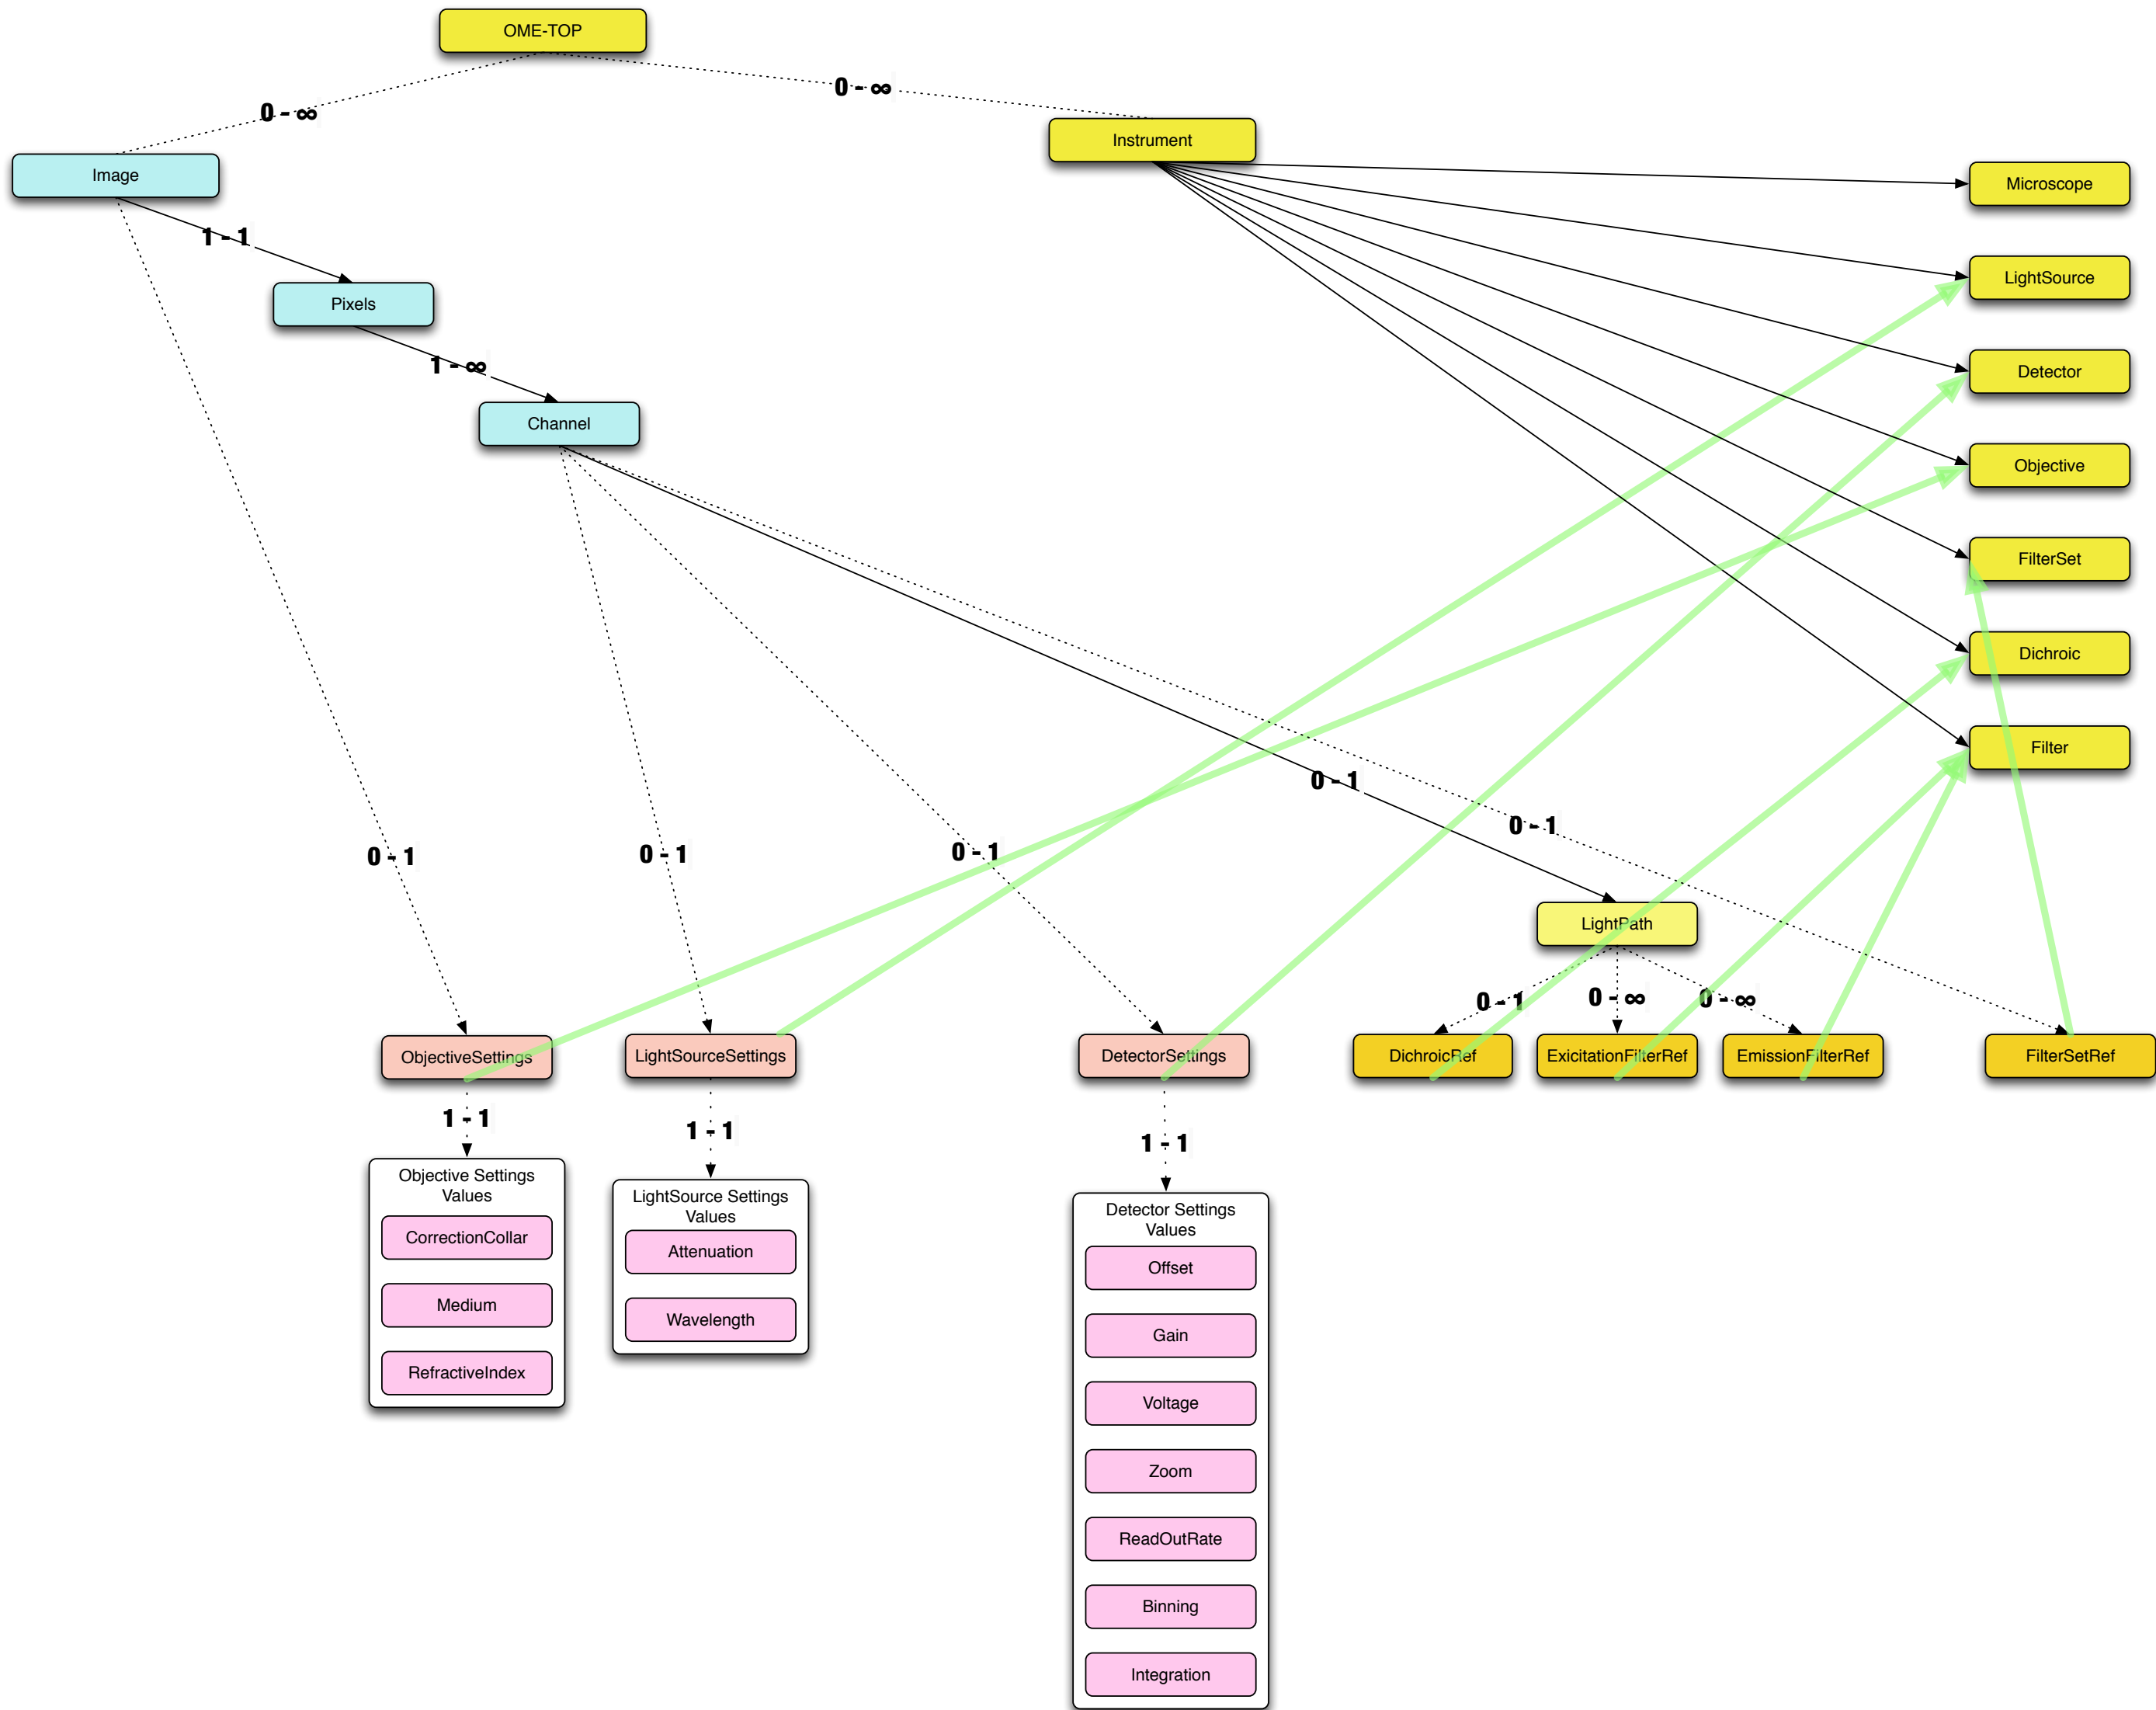 OME-TOP
0 - ∞
0 - ∞
Instrument
Image
Microscope
1 - 1
LightSource
Pixels
1 - ∞
Detector
Channel
Objective
FilterSet
Dichroic
Filter
0 - 1
0 - 1
0 - 1
0 - 1
0 - 1
LightPath
0 - 1
0 - ∞
0 - ∞
ObjectiveSettings
LightSourceSettings
DetectorSettings
DichroicRef
ExicitationFilterRef
EmissionFilterRef
FilterSetRef
1 - 1
1 - 1
1 - 1
Objective Settings
Values
CorrectionCollar
Medium
RefractiveIndex
LightSource Settings
Values
Attenuation
Wavelength
Detector Settings
Values
Offset
Gain
Voltage
Zoom
ReadOutRate
Binning
Integration